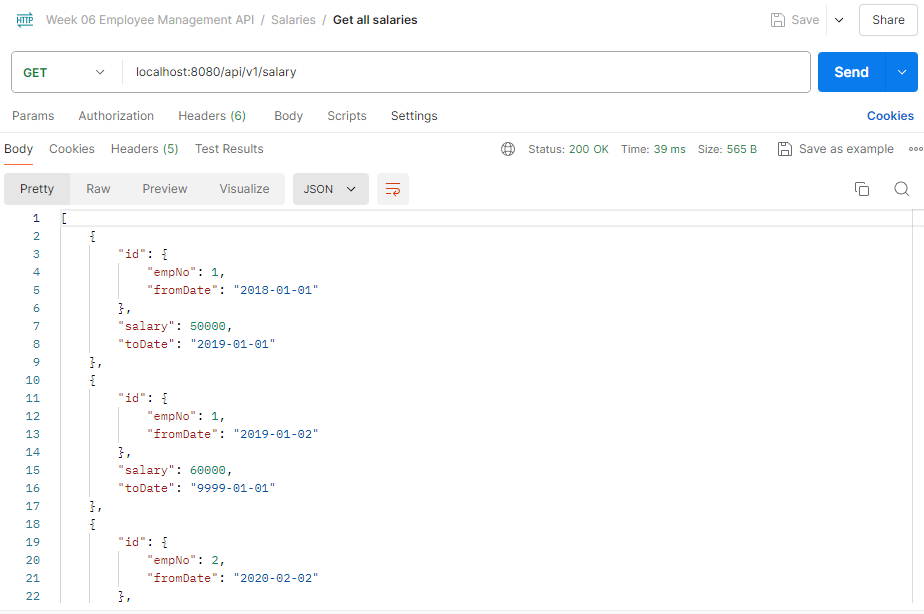 HTTP Week 06 Employee Management API / Salaries / Get all salaries Save Share
GET localhost:8080/api/v1/salary Send
Params Authorization Headers (6) Body Scripts Settings Cookies
Body Cookies Headers (5) Test Results Status: 200 OK Time: 39 ms Size: 565 B Save as example
Pretty Raw Preview Visualize JSON
1 [
2 {
3 "id": {
4 "empNo": 1,
5 "fromDate": "2018-01-01"
6 },
7 "salary": 50000,
8 "toDate": "2019-01-01"
9 },
10 {
11 "id": {
12 "empNo": 1,
13 "fromDate": "2019-01-02"
14 },
15 "salary": 60000,
16 "toDate": "9999-01-01"
17 },
18 {
19 "id": {
20 "empNo": 2,
21 "fromDate": "2020-02-02"
22 },